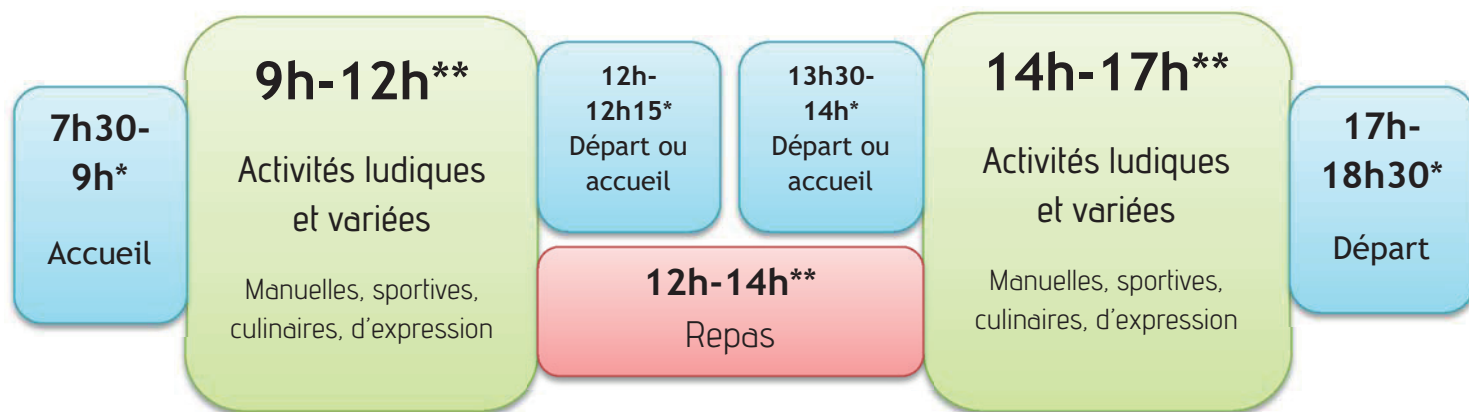 7h30-
9h*
Accueil
9h-12h**
Activités ludiques
et variées
Manuelles, sportives,
culinaires, d’expression
12h-
12h15*
Départ ou
accueil
13h30-
14h*
Départ ou
accueil
12h-14h**
Repas
14h-17h**
Activités ludiques
et variées
Manuelles, sportives,
culinaires, d’expression
17h-
18h30*
Départ